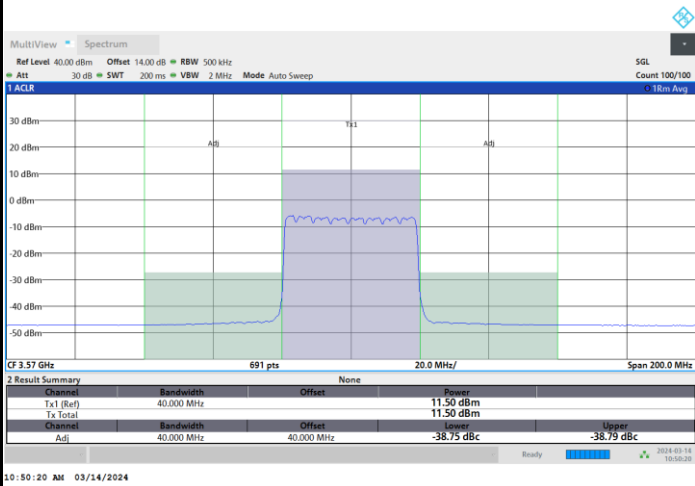 MultiView Spectrum
Ref Level 40.00 dBm Offset 14.00 dB RBW 500 kHz SGL
Att 30 dB SWT 200 ms VBW 2 MHz Mode Auto Sweep Count 100/100
1 ACLR 1Rm Avg
30 dBm
Tx1
20 dBm
Adj Adj
10 dBm
0 dBm
-10 dBm
-20 dBm
-30 dBm
-40 dBm
-50 dBm
CF 3.57 GHz 691 pts 20.0 MHz/ Span 200.0 MHz
2 Result Summary None
Channel Bandwidth Offset Power
Tx1 (Ref) 40.000 MHz 11.50 dBm
Tx Total 11.50 dBm
Channel Bandwidth Offset Lower Upper
Adj 40.000 MHz 40.000 MHz -38.75 dBc -38.79 dBc
Ready 2024-03-14
10:50:20
10:50:20 AM 03/14/2024